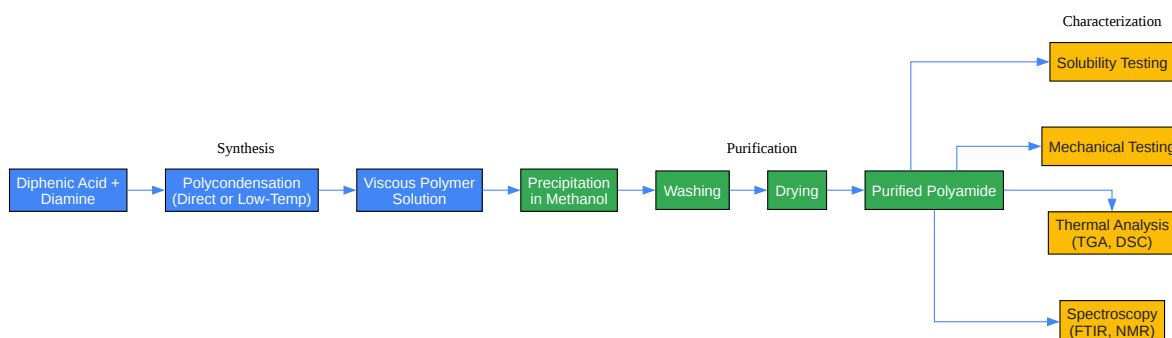 Characterization
Solubility Testing
Synthesis
Purification
Mechanical Testing
Diphenic Acid +
Diamine
Polycondensation
(Direct or Low-Temp)
Viscous Polymer
Solution
Precipitation
in Methanol
Washing
Drying
Purified Polyamide
Thermal Analysis
(TGA, DSC)
Spectroscopy
(FTIR, NMR)